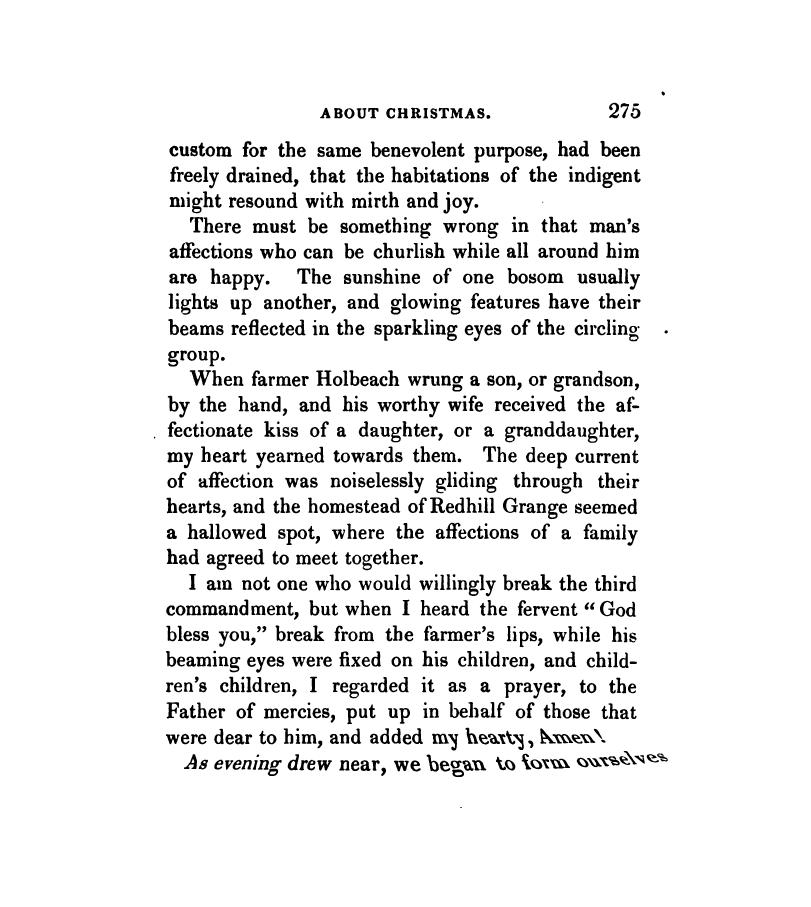 ABOUT CHRISTMAS. 275
custom for the same benevolent purpose, had been
freely drained, that the habitations of the indigent
might resound with mirth and joy.
There must be something wrong in that man's
affections who can be churlish while all around him
are happy. The sunshine of one bosom usually
lights up another, and glowing features have their
beams reflected in the sparkling eyes of the circling
group.
When farmer Holbeach wrung a son, or grandson,
by the hand, and his worthy wife received the af-
fectionate kiss of a daughter, or a granddaughter,
my heart yearned towards them. The deep current
of affection was noiselessly gliding through their
hearts, and the homestead of Redhill Grange seemed
a hallowed spot, where the affections of a family
had agreed to meet together.
I am not one who would willingly break the third
commandment, but when I heard the fervent "God
bless you," break from the farmer's lips, while his
beaming eyes were fixed on his children, and child-
ren's children, I regarded it as a prayer, to the
Father of mercies, put up in behalf of those that
were dear to him, and added my hearty, Amen!
As evening drew near, we began to form ourselves